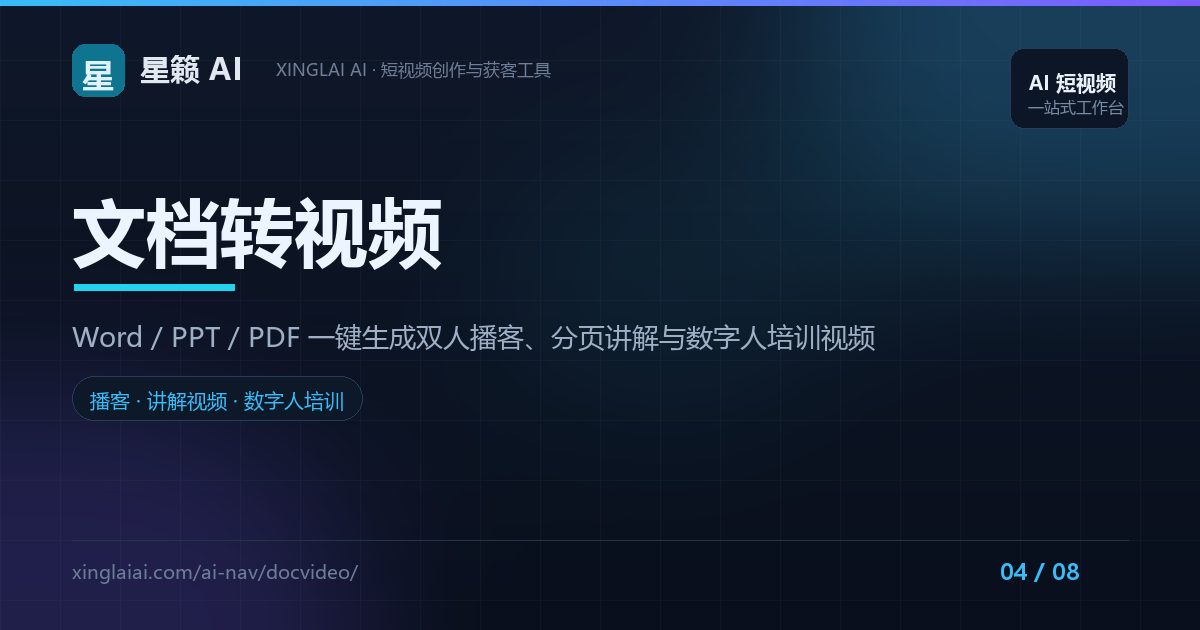 星
星籁 AI
XINGLAI AI · 短视频创作与获客工具
AI 短视频
一站式工作台
文档转视频
Word / PPT / PDF 一键生成双人播客、分页讲解与数字人培训视频
播客 · 讲解视频 · 数字人培训
xinglaiai.com/ai-nav/docvideo/
04 / 08